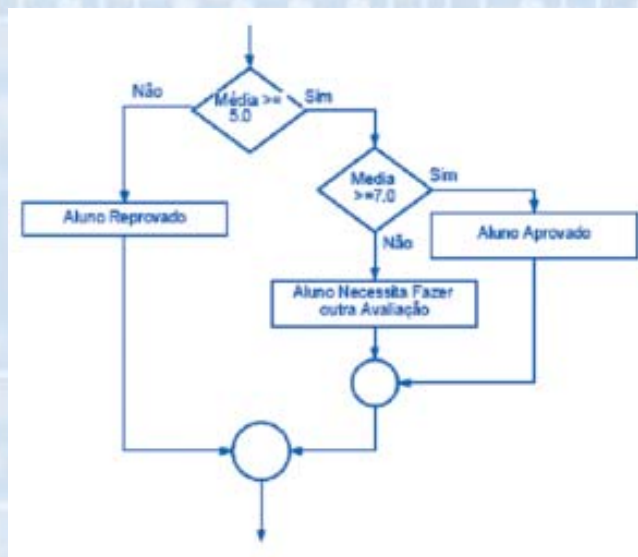 Não
Média >=
5.0
Sim
Media
>=7.0
Sim
Aluno Reprovado
Aluno Aprovado
Não
Aluno Necessita Fazer
outra Avaliação